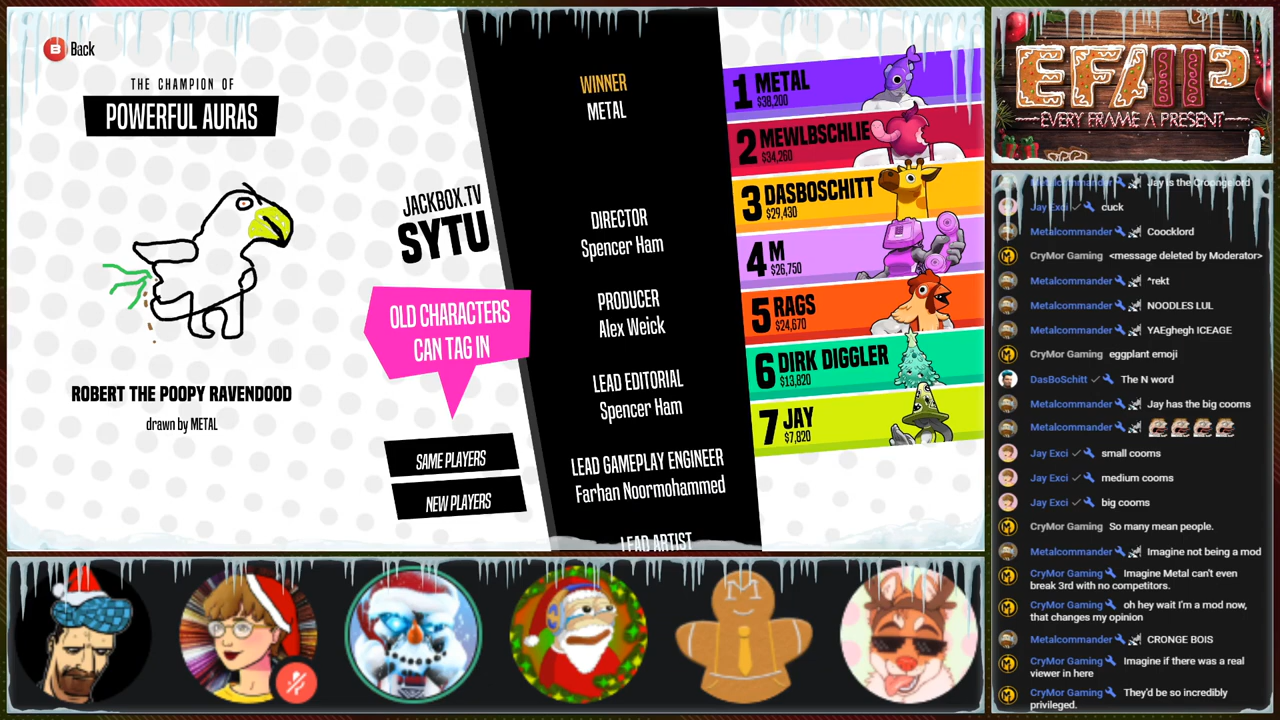 B Back
THE CHAMPION OF
POWERFUL AURAS
ROBERT THE POOPY RAVENDOOD
drawn by METAL
JACKBOX.TV
SYTU
OLD CHARACTERS
CAN TAG IN
SAME PLAYERS
NEW PLAYERS
WINNER
METAL
DIRECTOR
Spencer Ham
PRODUCER
Alex Weick
LEAD EDITORIAL
Spencer Ham
LEAD GAMEPLAY ENGINEER
Farhan Noormohammed
LEAD ARTIST
1 METAL
$38,200
2 MEWLBSCHLIE
$34,260
3 DASBOSCHITT
$29,430
4 M
$26,750
5 RAGS
$24,670
6 DIRK DIGGLER
$13,820
7 JAY
$7,820
EFAP
EVERY FRAME A PRESENT
Metalcommander Jay is the Croonge lord
Jay Exci cuck
Metalcommander Coocklord
CryMor Gaming <message deleted by Moderator>
Metalcommander ^rekt
Metalcommander NOODLES LUL
Metalcommander YAEghegh ICEAGE
CryMor Gaming eggplant emoji
DasBoSchitt The N word
Metalcommander Jay has the big cooms
Metalcommander
Jay Exci small cooms
Jay Exci medium cooms
Jay Exci big cooms
CryMor Gaming So many mean people.
Metalcommander Imagine not being a mod
CryMor Gaming Imagine Metal can't even
break 3rd with no competitors.
CryMor Gaming oh hey wait I'm a mod now,
that changes my opinion
Metalcommander CRONGE BOIS
CryMor Gaming Imagine if there was a real
viewer in here
CryMor Gaming They'd be so incredibly
privileged.